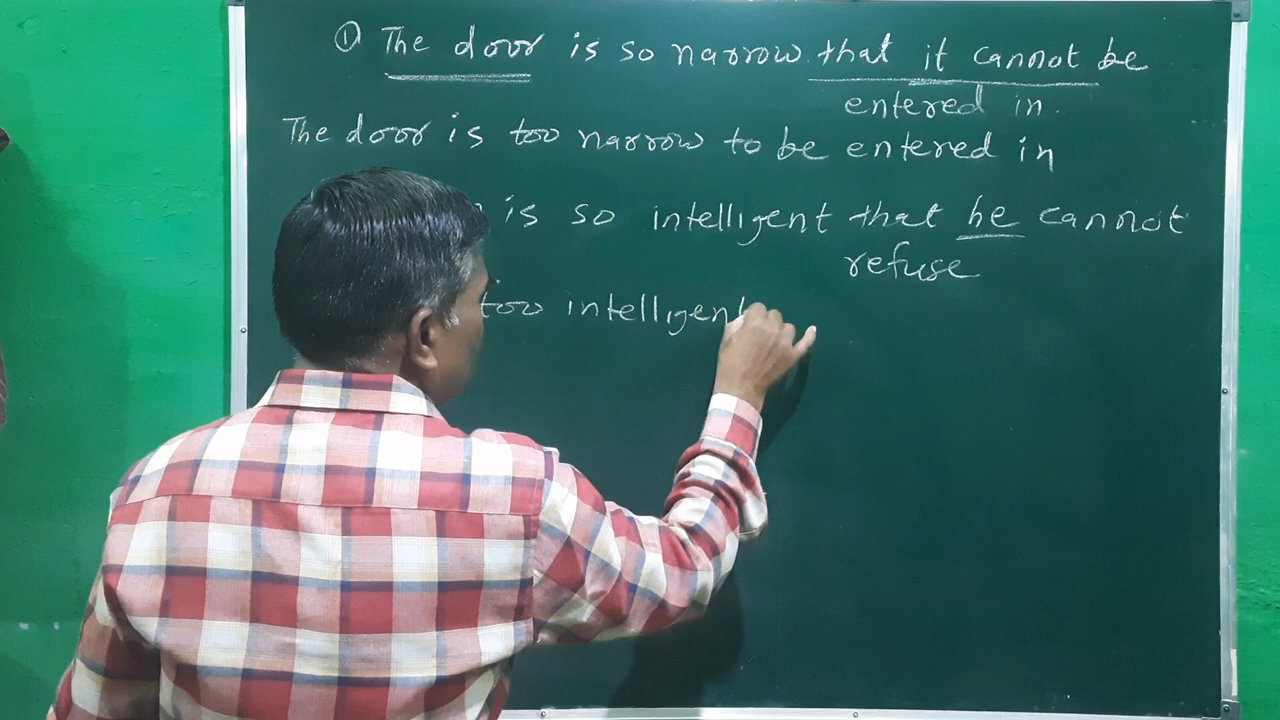 ① The door is so narrow that it cannot be
entered in.
The door is too narrow to be entered in
is so intelligent that he cannot
refuse
too intelligent